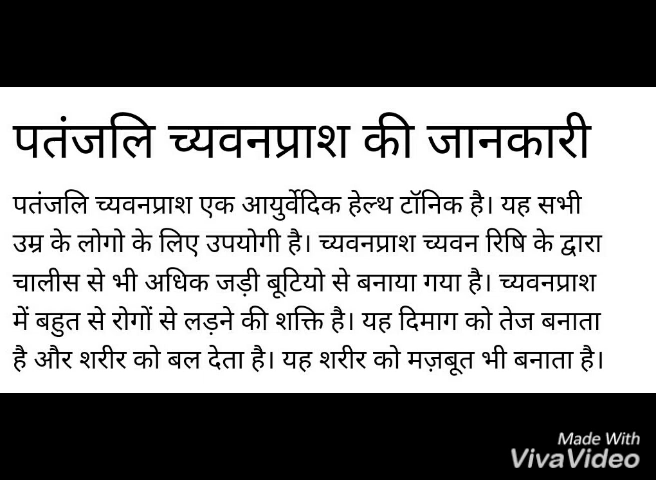 पतंजलि च्यवनप्राश की जानकारी
पतंजलि च्यवनप्राश एक आयुर्वेदिक हेल्थ टॉनिक है। यह सभी
उम्र के लोगो के लिए उपयोगी है। च्यवनप्राश च्यवन रिषि के द्वारा
चालीस से भी अधिक जड़ी बूटियो से बनाया गया है। च्यवनप्राश
में बहुत से रोगों से लड़ने की शक्ति है। यह दिमाग को तेज बनाता
है और शरीर को बल देता है। यह शरीर को मज़बूत भी बनाता है।
Made With
VivaVideo